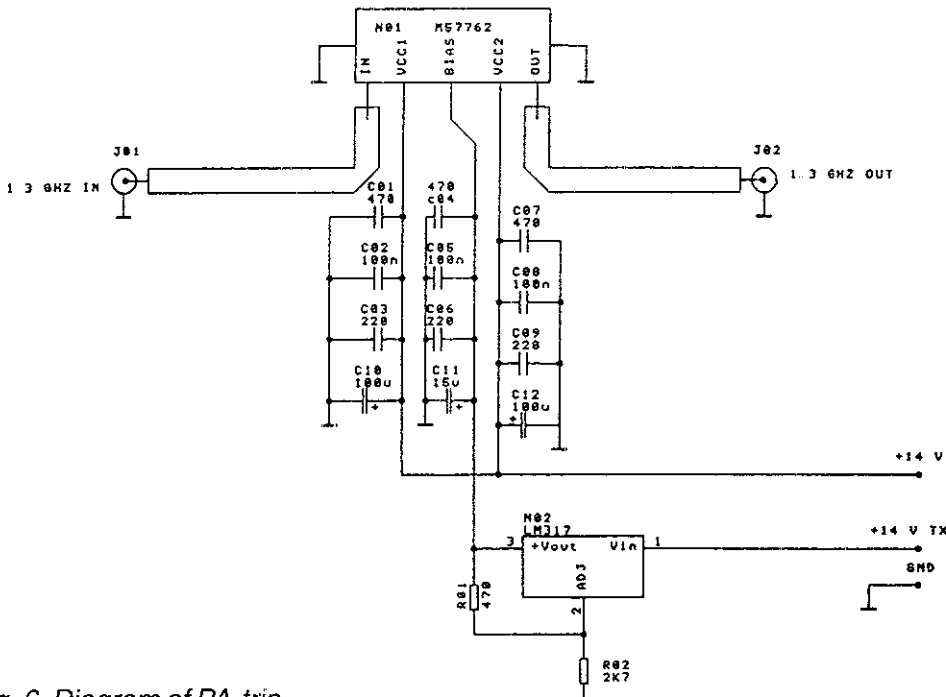 N01 M57762
IN
VCC1
BIAS
VCC2
OUT
J01
1.3 GHZ IN
J02
1..3 GHZ OUT
C01
470
470
c04
C07
470
C02
100n
C05
100n
C08
100n
C03
220
C06
220
C09
220
C10
100u
C11
15u
C12
100u
+
+
+
+14 V
N02
LM317
+14 V TX
3
+Vout
Vin
1
GND
ADJ
2
R01
470
R02
2K7
Diagram of PA-trip